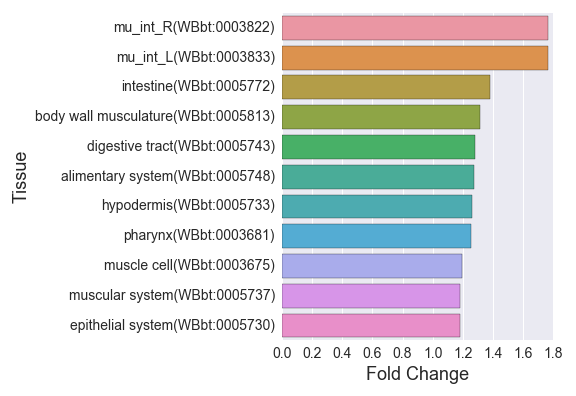 mu_int_R(WBbt:0003822)
mu_int_L(WBbt:0003833)
intestine(WBbt:0005772)
body wall musculature(WBbt:0005813)
digestive tract(WBbt:0005743)
alimentary system(WBbt:0005748)
hypodermis(WBbt:0005733)
pharynx(WBbt:0003681)
muscle cell(WBbt:0003675)
muscular system(WBbt:0005737)
epithelial system(WBbt:0005730)
Tissue
0.0 0.2 0.4 0.6 0.8 1.0 1.2 1.4 1.6 1.8
Fold Change